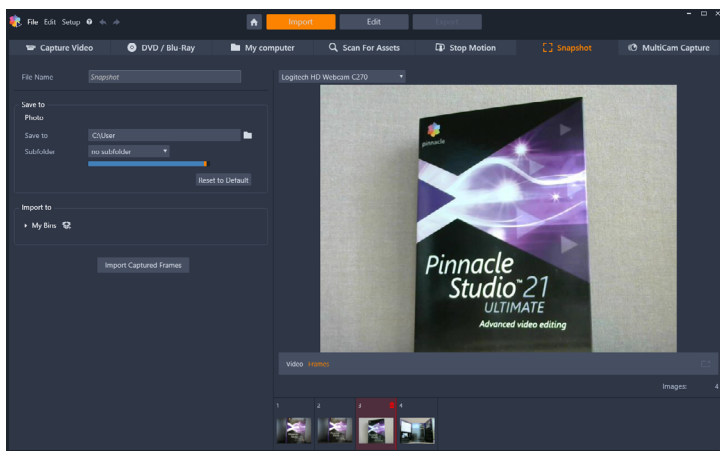 File Edit Setup
Import Edit Export
Capture Video DVD / Blu-Ray My computer Scan For Assets Stop Motion Snapshot MultiCam Capture
File Name Snapshot
Logitech HD Webcam C270
Save to
Photo
Save to C:\User
Subfolder no subfolder
Reset to Default
Import to
My Bins
Import Captured Frames
pinnacle
Pinnacle
Studio™ 21
ULTIMATE
Advanced video editing
Video Frames
Images: 4
1 2 3 4